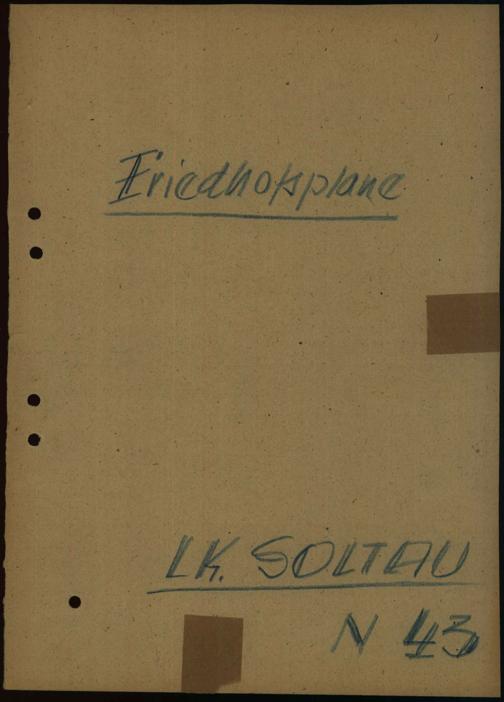 Friedhofspläne
LK. SOLTAU
N 43